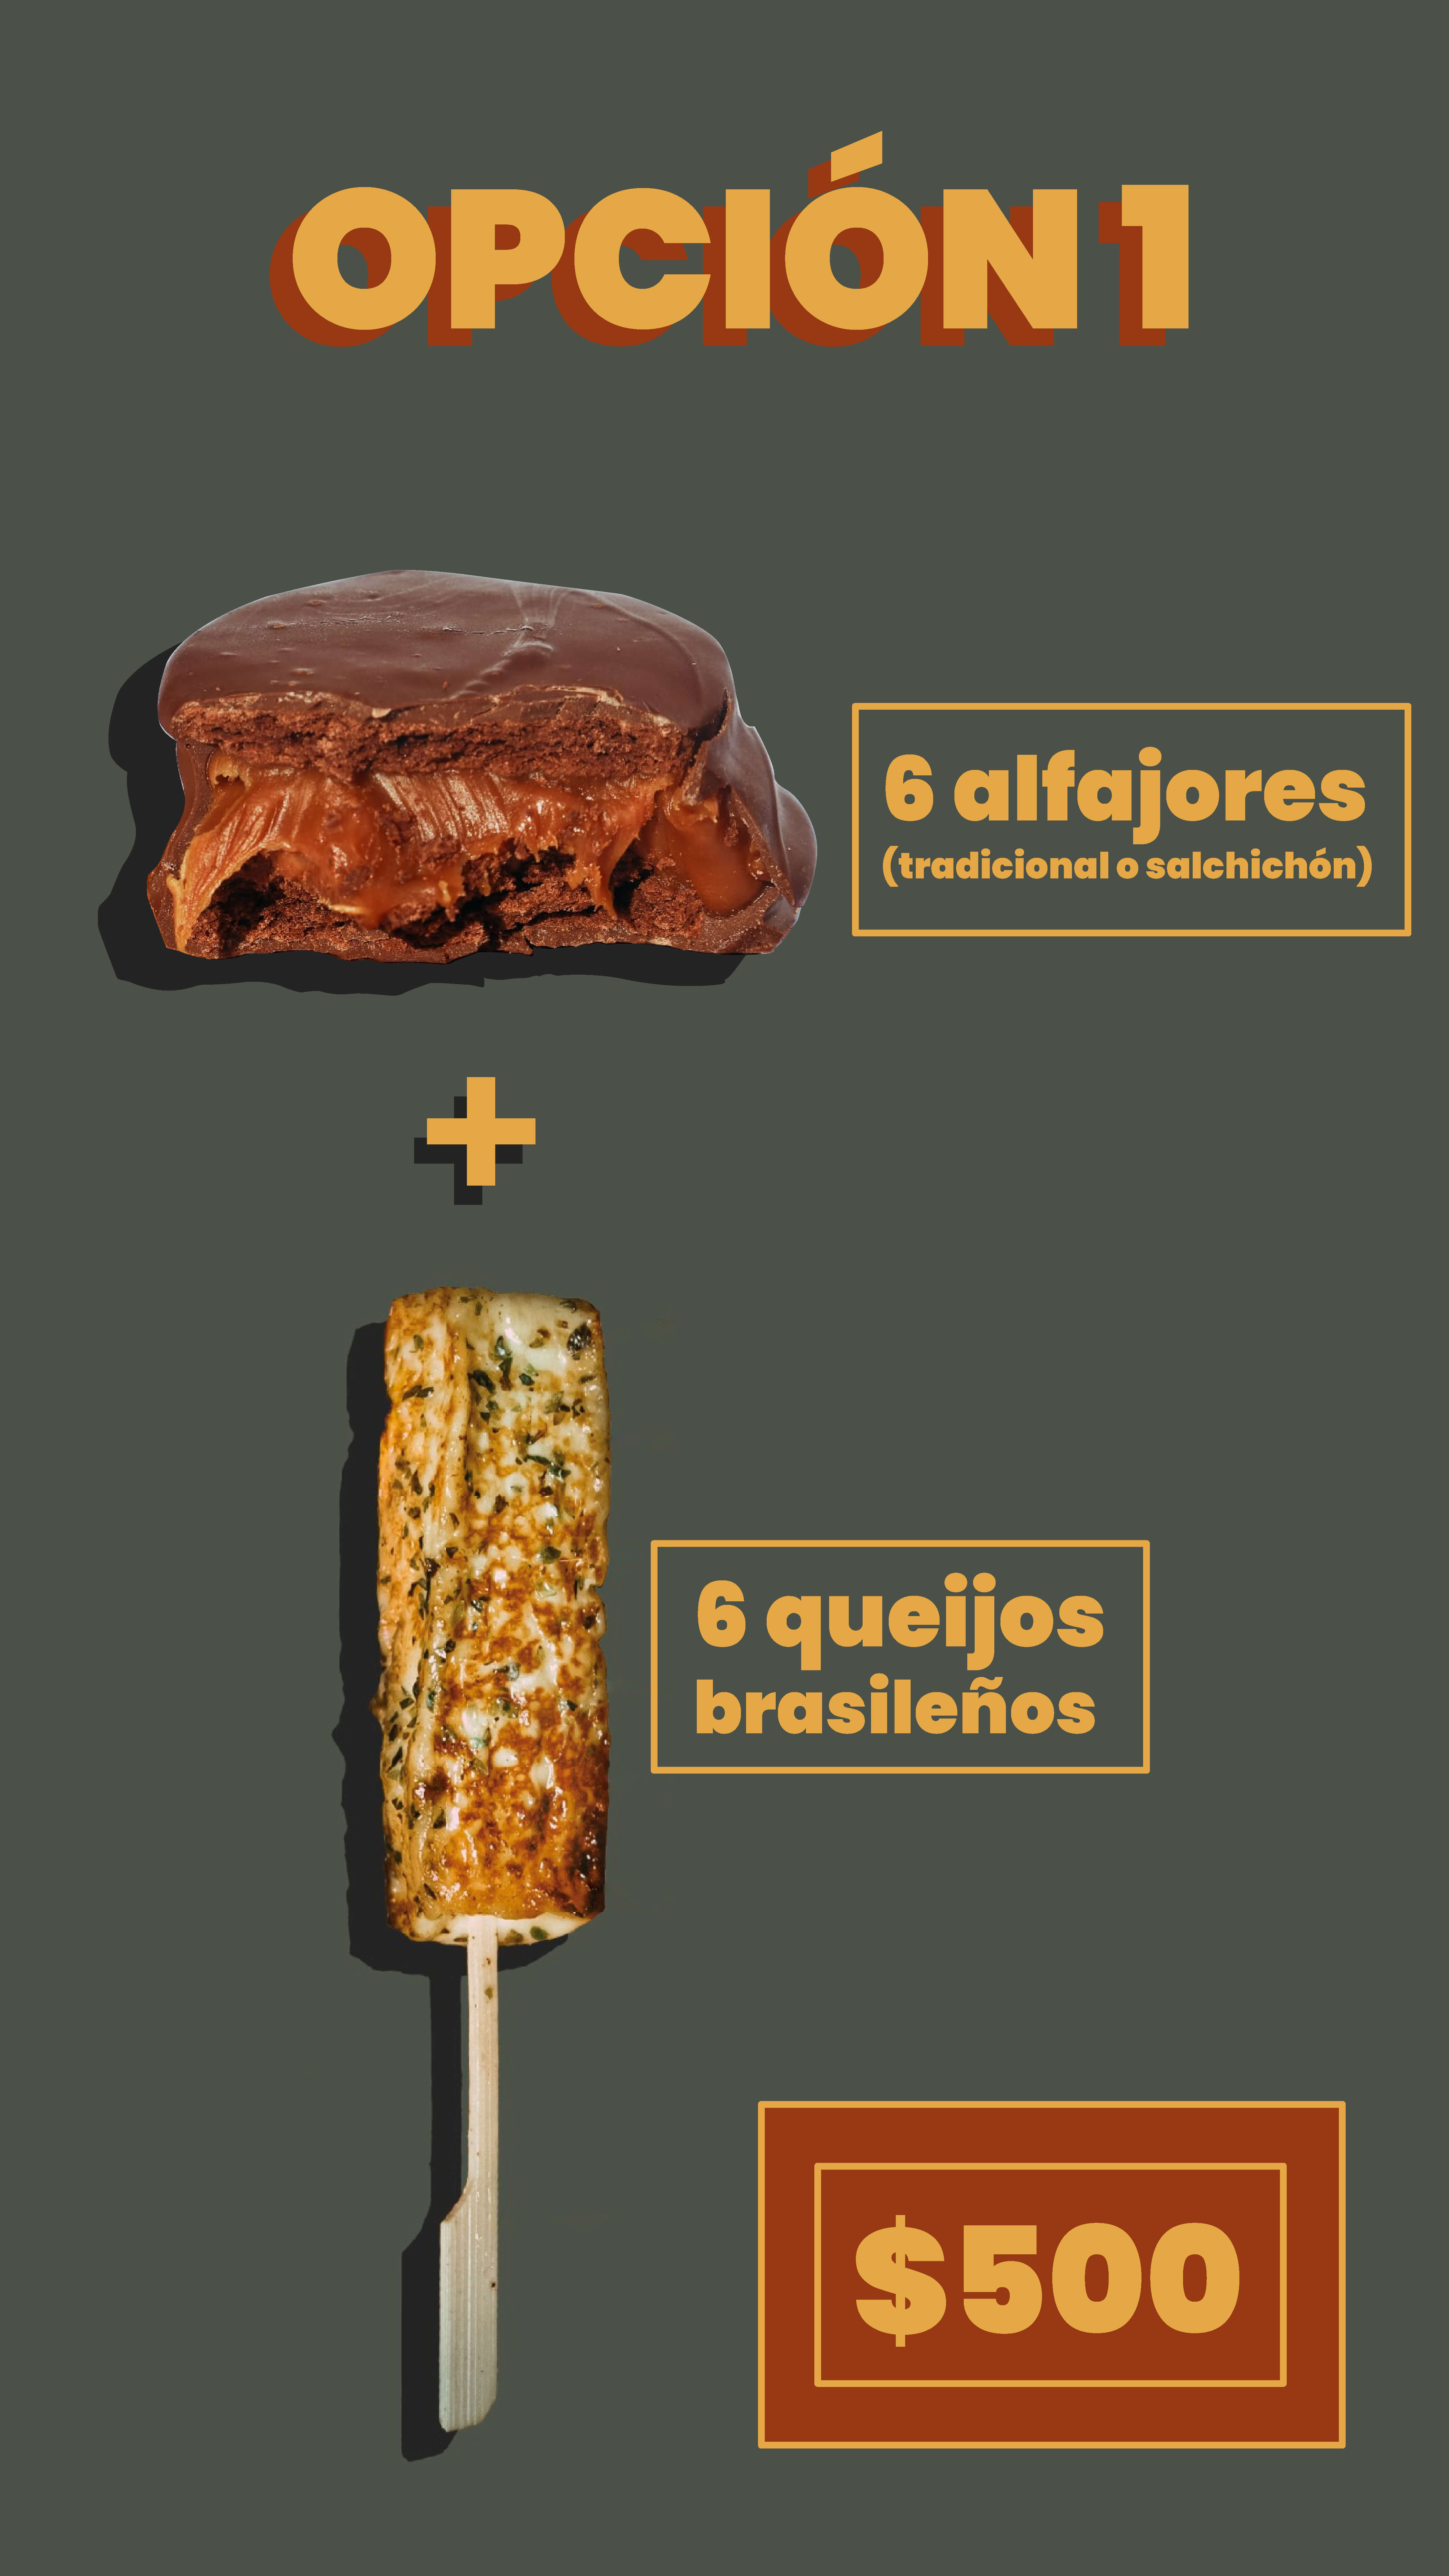 OPCIÓN 1
6 alfajores
(tradicional o salchichón)
+
6 queijos
brasileños
$500